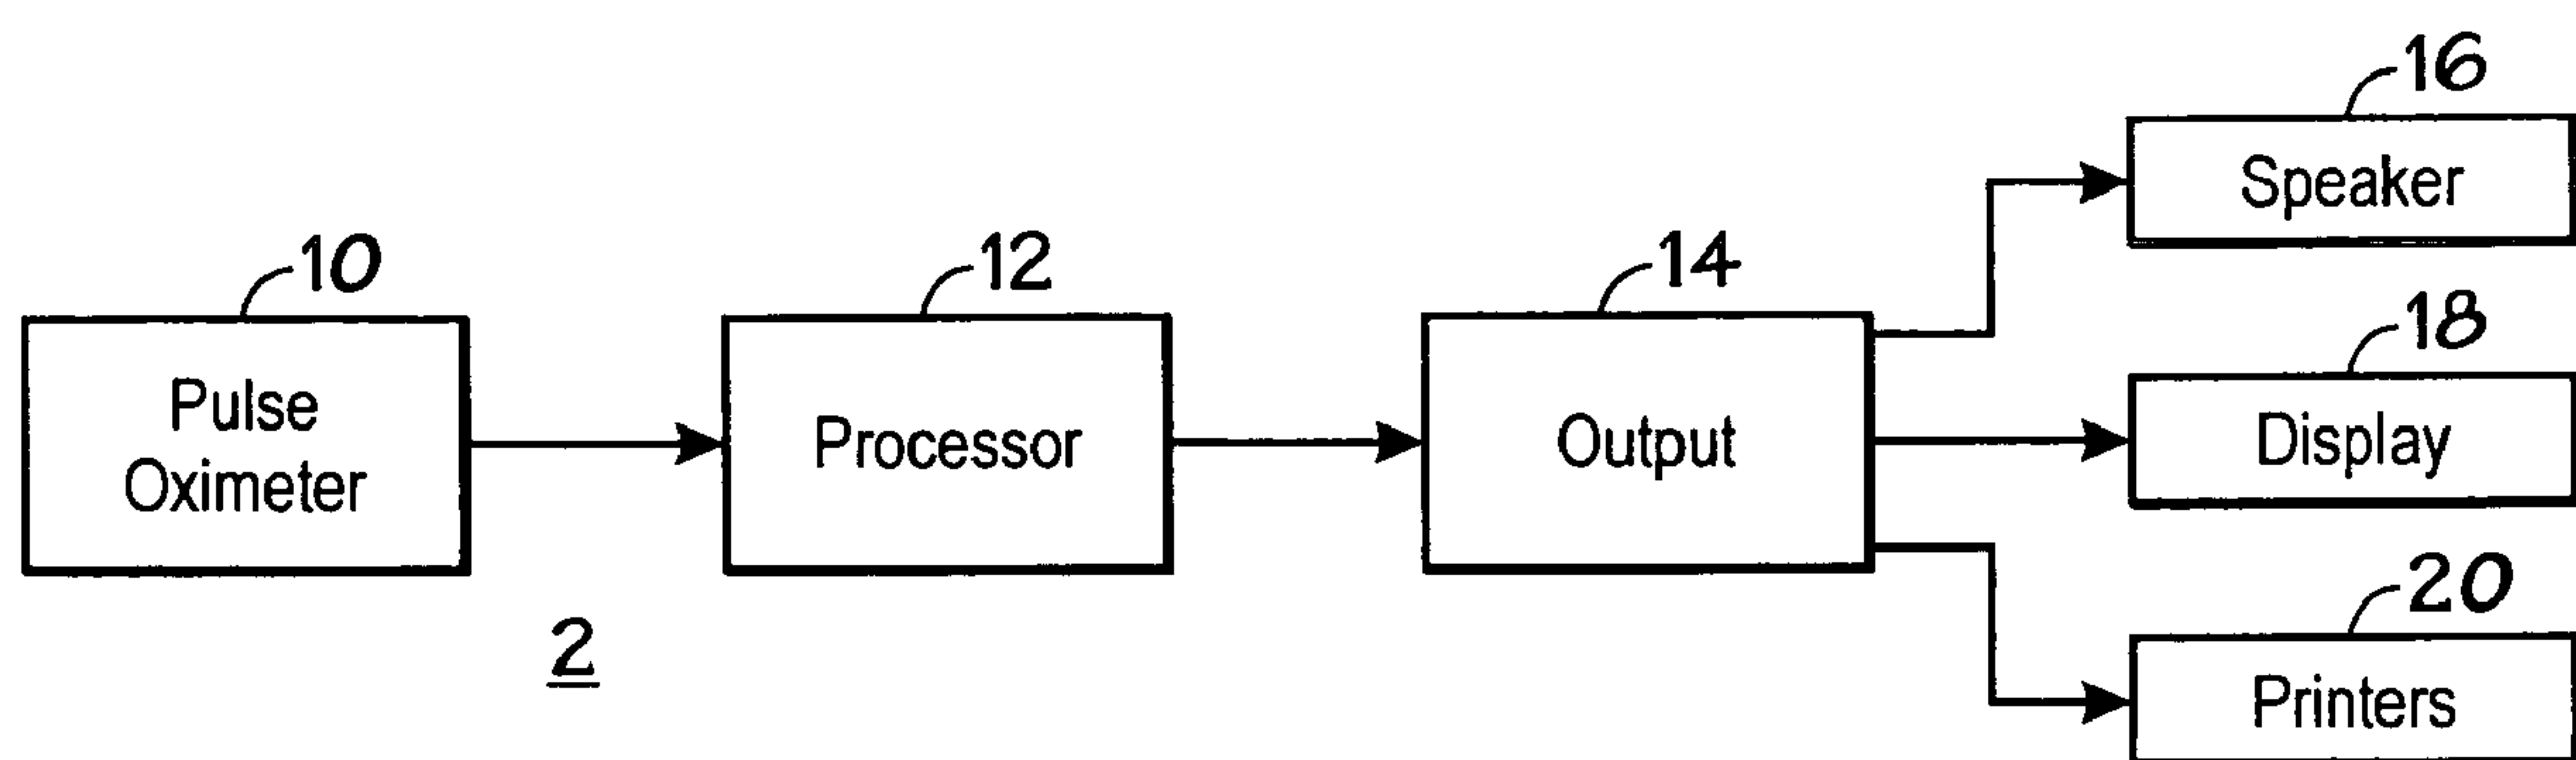 16
Speaker
10
12
14
18
Pulse
Oximeter
Processor
Output
Display
2
20
Printers